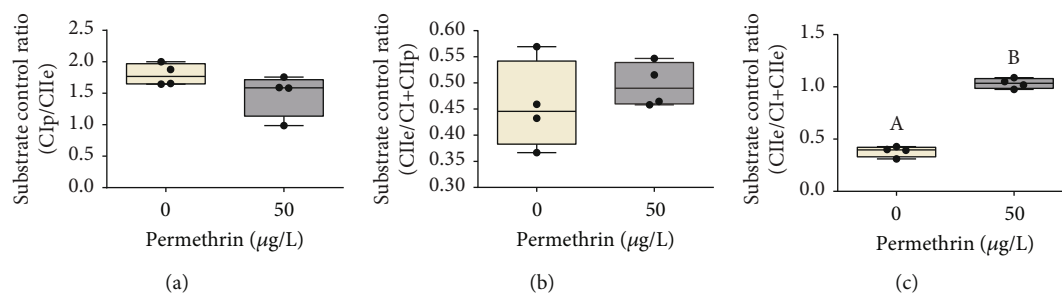 Substrate control ratio
(CIp/CIIe)
2.5
2.0
1.5
1.0
0.5
0.0
0
50
Permethrin (μg/L)
(a)
Substrate control ratio
(CIIe/CI+CIIp)
0.60
0.55
0.50
0.45
0.40
0.35
0.30
0
50
Permethrin (μg/L)
(b)
Substrate control ratio
(CIIe/CI+CIIe)
1.5
1.0
0.5
0.0
A
B
0
50
Permethrin (μg/L)
(c)